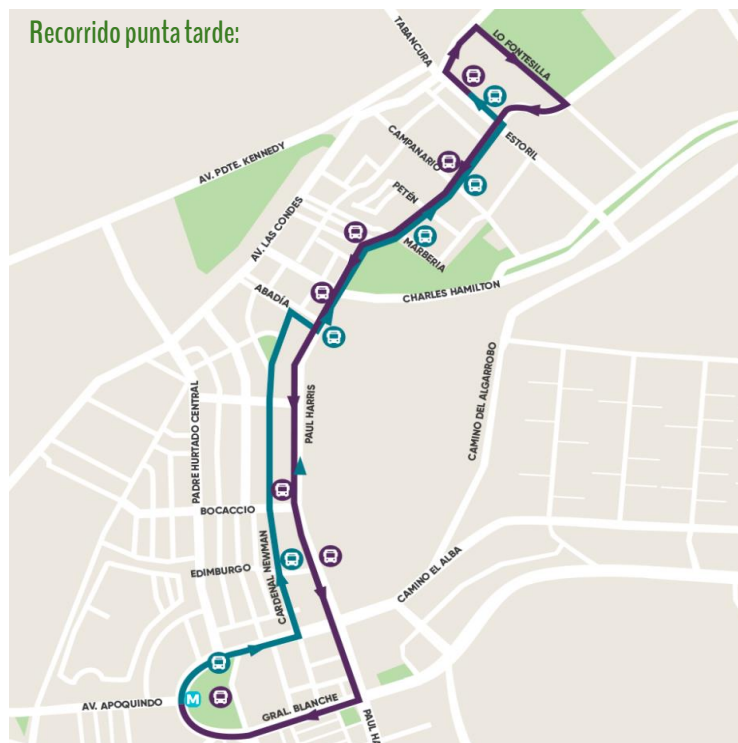 Recorrido punta tarde:
TABANCURA
LO FONTESILLA
AV. PDTE. KENNEDY
CAMPANARIO
ESTORIL
PETÉN
AV. LAS CONDES
MARBERIA
ABADÍA
CHARLES HAMILTON
CAMINO DEL ALGARROBO
PADRE HURTADO CENTRAL
PAUL HARRIS
BOCACCIO
CARDENAL NEWMAN
EDIMBURGO
CAMINO EL ALBA
AV. APOQUINDO
M
GRAL. BLANCHE
PAUL HA